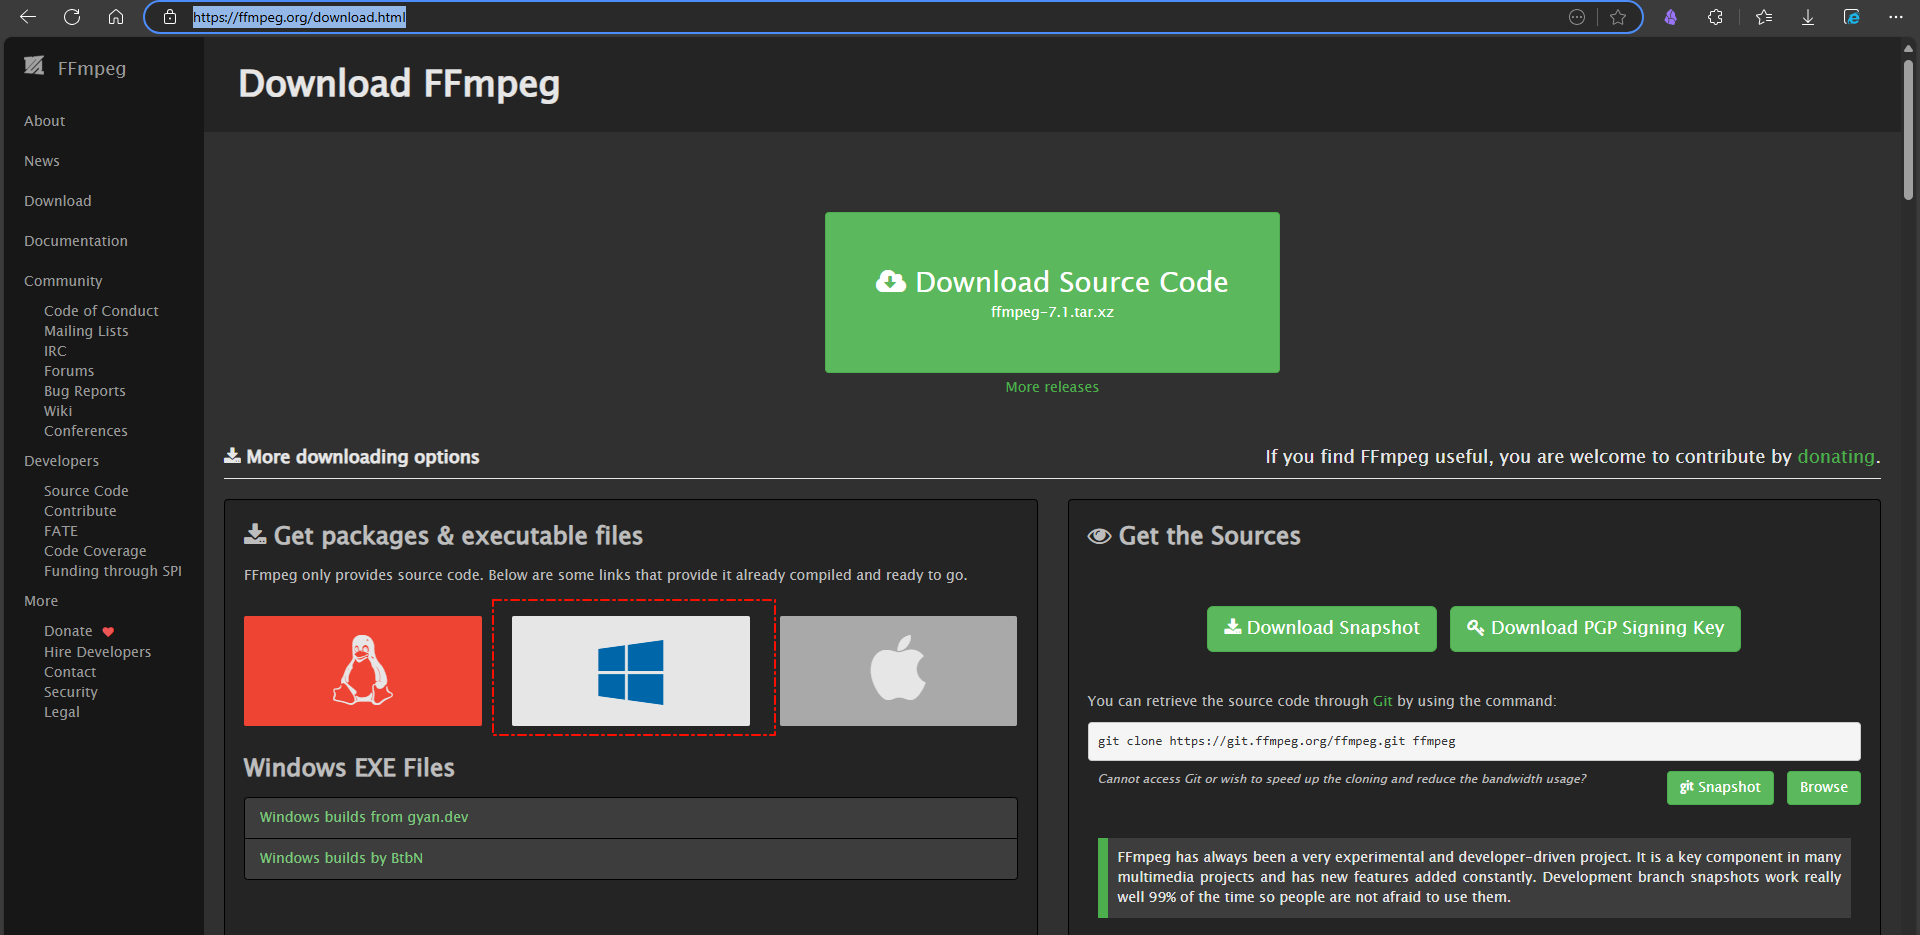 https://ffmpeg.org/download.html
FFmpeg
About
News
Download
Documentation
Community
Code of Conduct
Mailing Lists
IRC
Forums
Bug Reports
Wiki
Conferences
Developers
Source Code
Contribute
FATE
Code Coverage
Funding through SPI
More
Donate
Hire Developers
Contact
Security
Legal
Download FFmpeg
Download Source Code
ffmpeg-7.1.tar.xz
More releases
More downloading options
If you find FFmpeg useful, you are welcome to contribute by donating.
Get packages & executable files
FFmpeg only provides source code. Below are some links that provide it already compiled and ready to go.
Windows EXE Files
Windows builds from gyan.dev
Windows builds by BtbN
Get the Sources
Download Snapshot
Download PGP Signing Key
You can retrieve the source code through Git by using the command:
git clone https://git.ffmpeg.org/ffmpeg.git ffmpeg
Cannot access Git or wish to speed up the cloning and reduce the bandwidth usage?
git Snapshot
Browse
FFmpeg has always been a very experimental and developer-driven project. It is a key component in many
multimedia projects and has new features added constantly. Development branch snapshots work really
well 99% of the time so people are not afraid to use them.